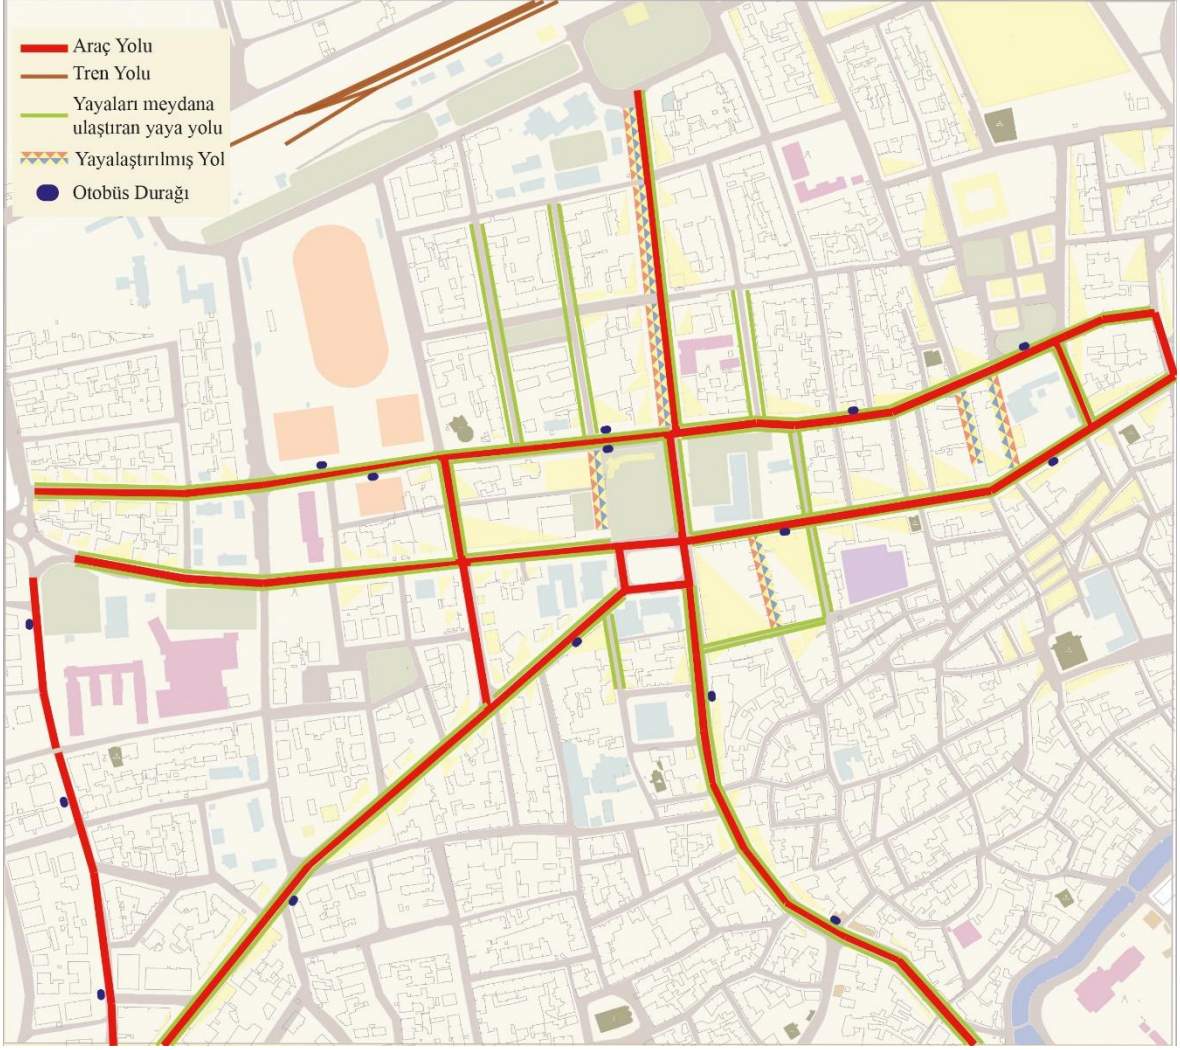 Araç Yolu
Tren Yolu
Yayaları meydana
ulaştıran yaya yolu
Yayalaştırılmış Yol
Otobüs Durağı